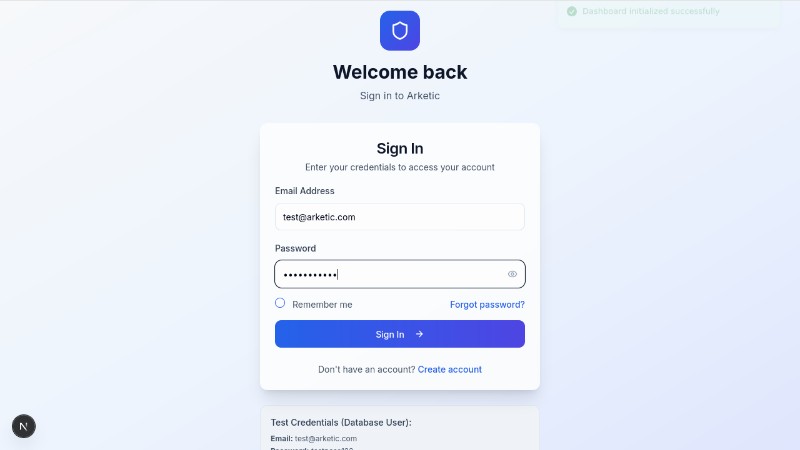 Dashboard initialized successfully
Welcome back
Sign in to Arketic
Sign In
Enter your credentials to access your account
Email Address
test@arketic.com
Password
•••••••••••
Remember me
Forgot password?
Sign In →
Don't have an account? Create account
N
Test Credentials (Database User):
Email: test@arketic.com